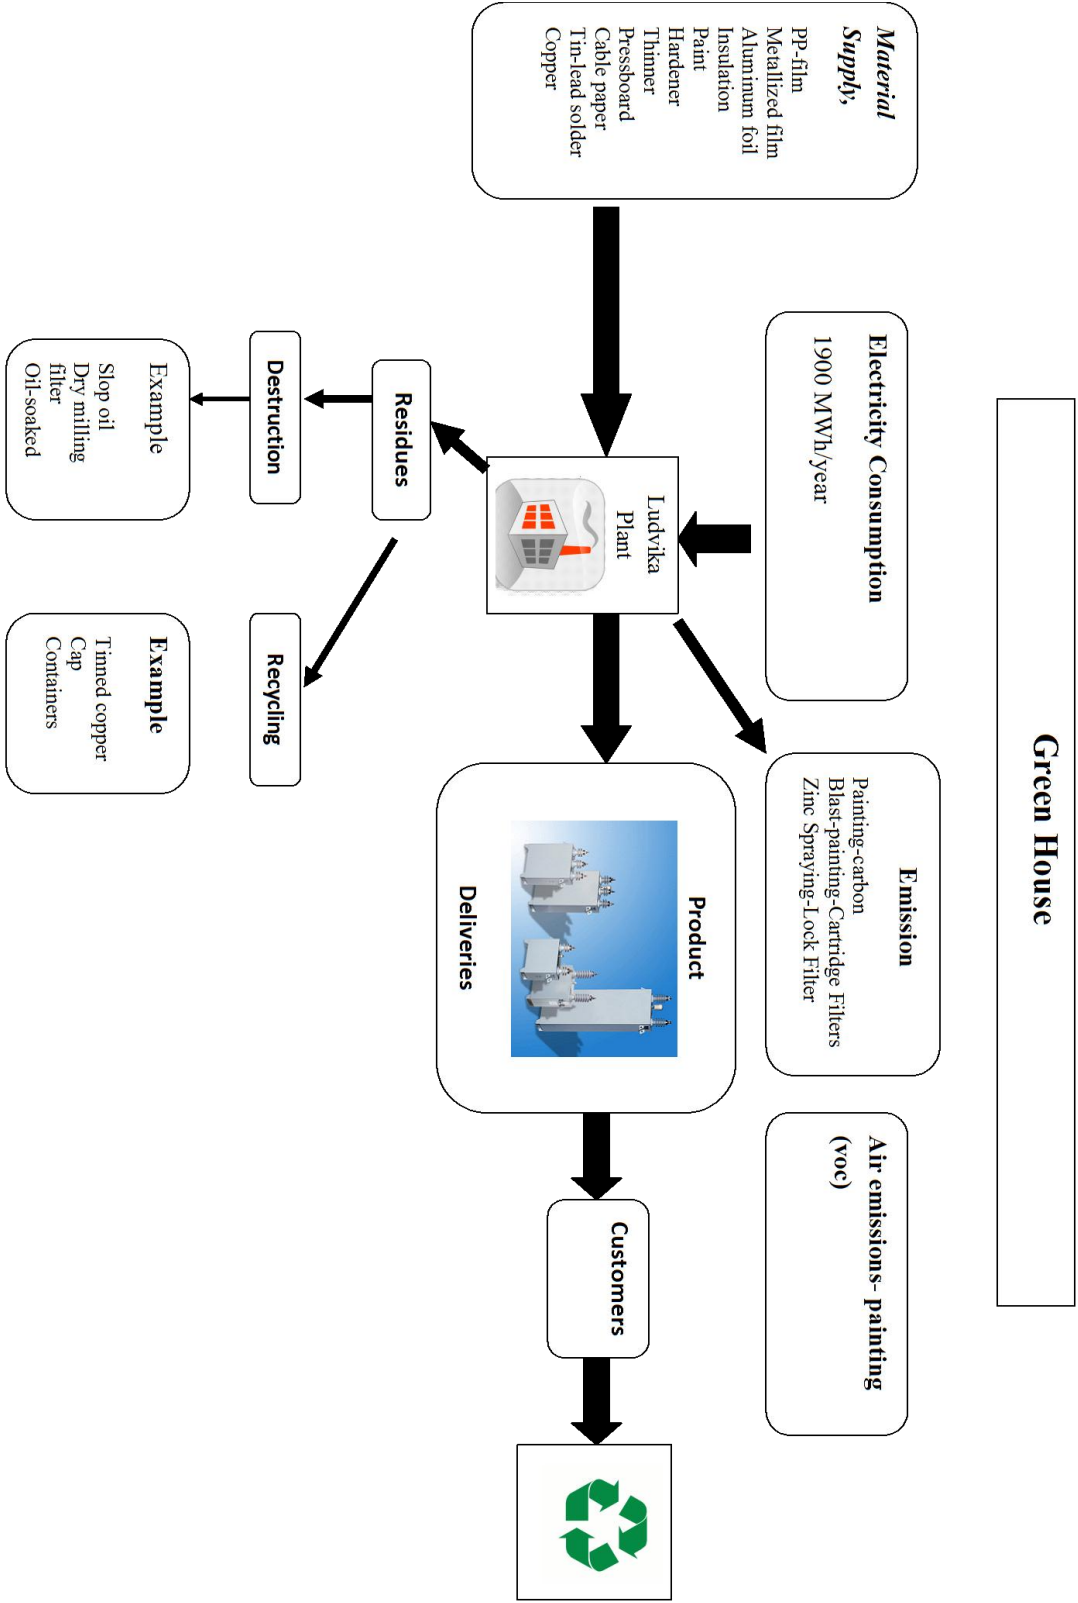 Green House
Material
Supply,
PP-film
Metallized film
Aluminum foil
Insulation
Paint
Hardener
Thinner
Pressboard
Cable paper
Tin-lead solder
Copper
Electricity Consumption
1900 MWh/year
Emission
Painting-carbon
Blast-painting-Cartridge Filters
Zinc Spraying-Lock Filter
Air emissions- painting
(voc)
Ludvika
Plant
Product
Deliveries
Customers
Residues
Destruction
Recycling
Example
Slop oil
Dry milling
filter
Oil-soaked
Example
Tinned copper
Cap
Containers